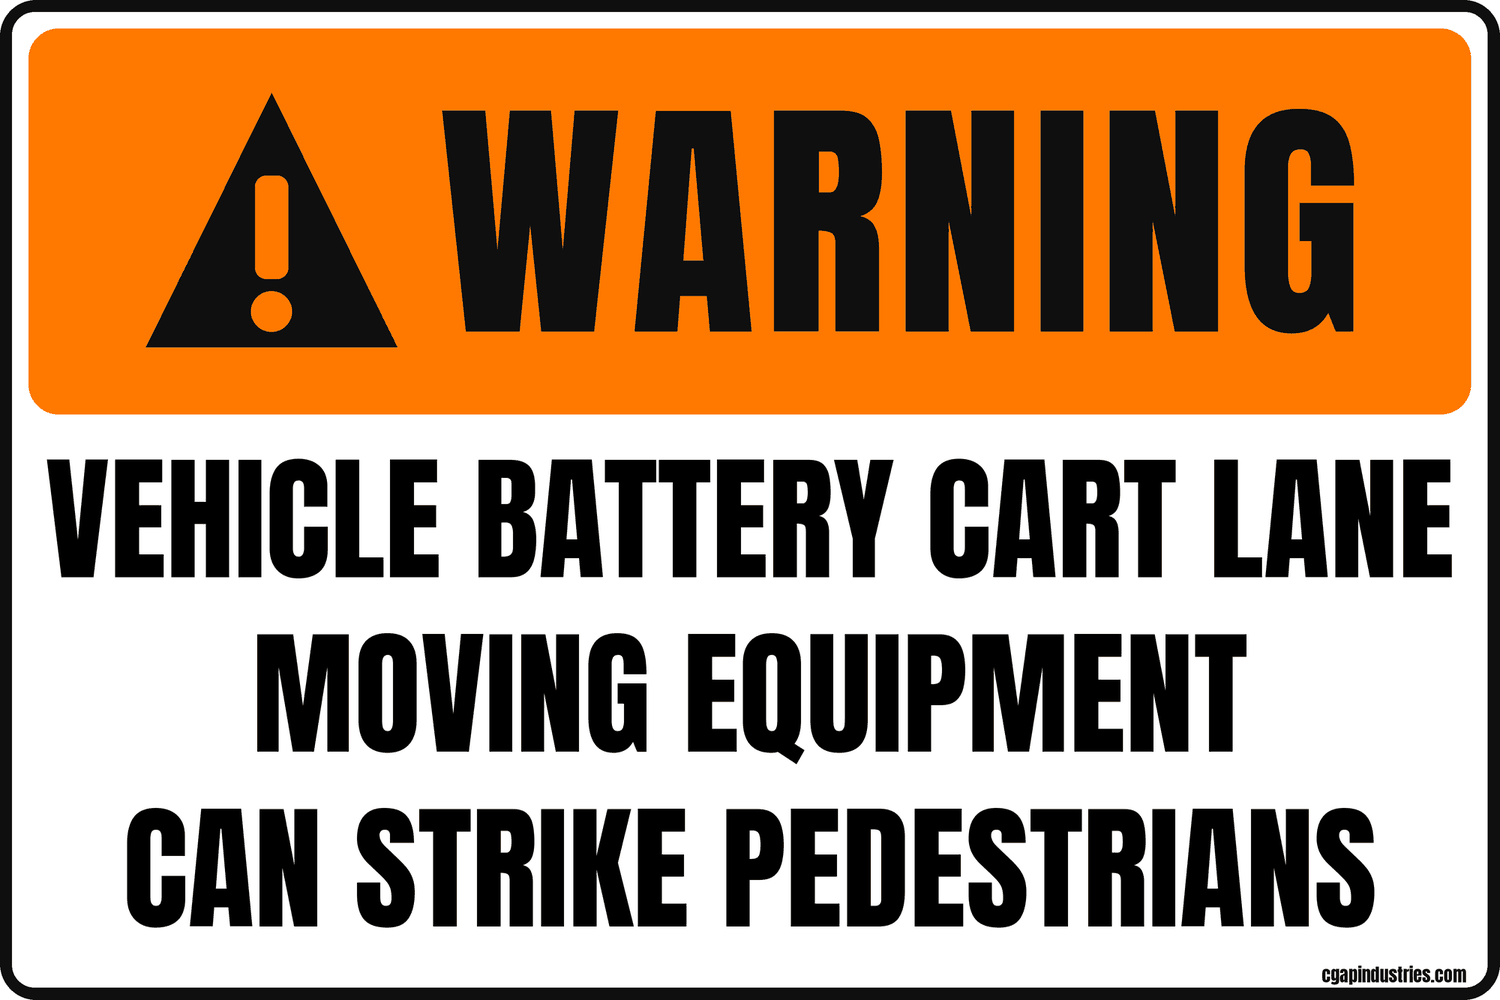 WARNING
VEHICLE BATTERY CART LANE
MOVING EQUIPMENT
CAN STRIKE PEDESTRIANS
cgapindustries.com